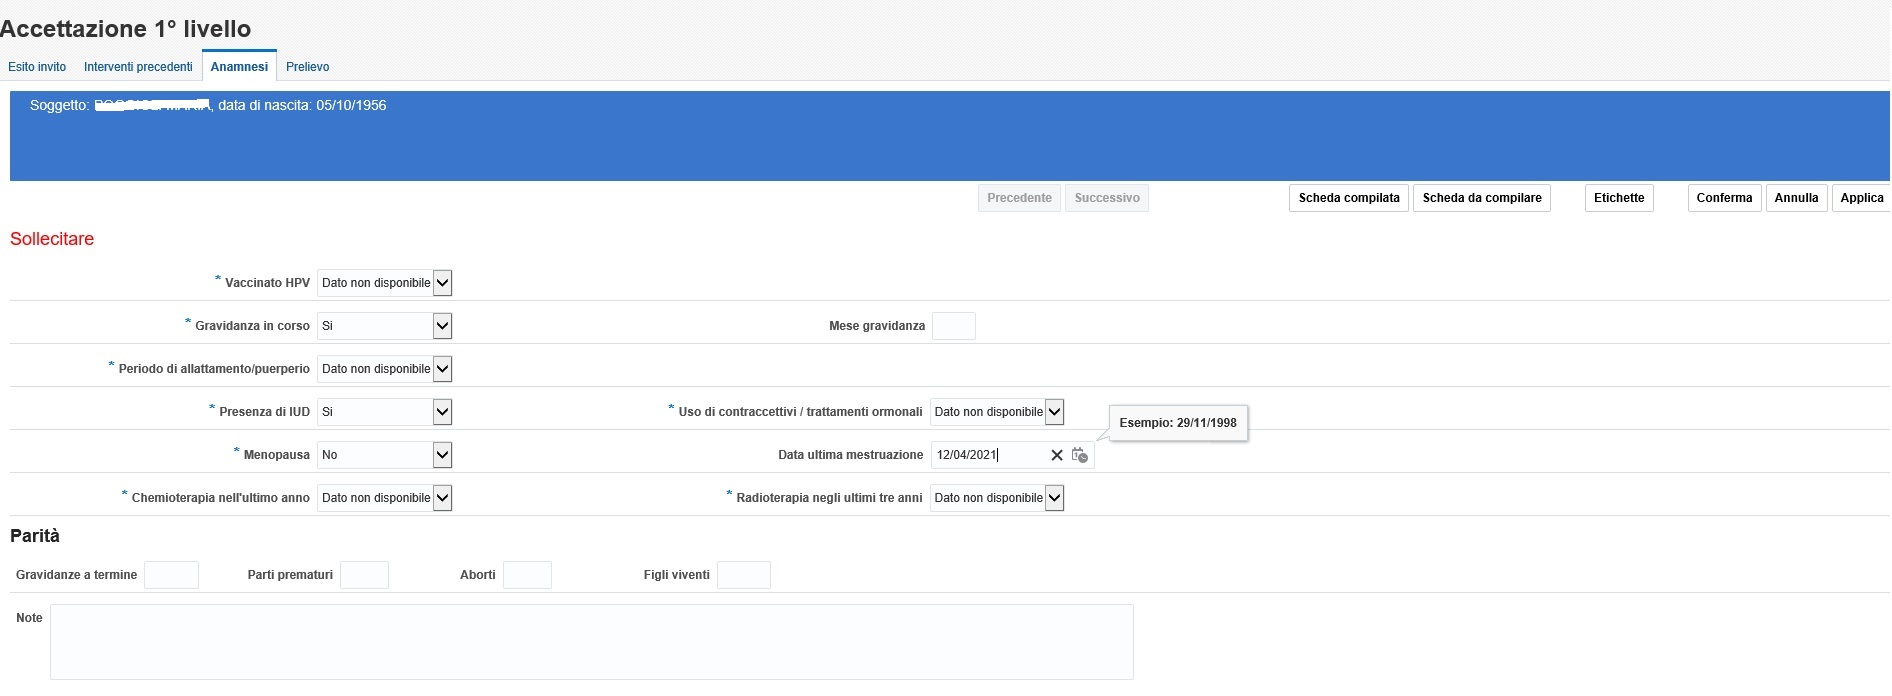 Accettazione 1° livello
Esito invito Interventi precedenti Anamnesi Prelievo
Soggetto: , data di nascita: 05/10/1956
Precedente Successivo Scheda compilata Scheda da compilare Etichette Conferma Annulla Applica
Sollecitare
* Vaccinato HPV Dato non disponibile
* Gravidanza in corso Si Mese gravidanza
* Periodo di allattamento/puerperio Dato non disponibile
* Presenza di IUD Si * Uso di contraccettivi / trattamenti ormonali Dato non disponibile
Esempio: 29/11/1998
* Menopausa No Data ultima mestruazione 12/04/2021
* Chemioterapia nell'ultimo anno Dato non disponibile * Radioterapia negli ultimi tre anni Dato non disponibile
Parità
Gravidanze a termine Parti prematuri Aborti Figli viventi
Note